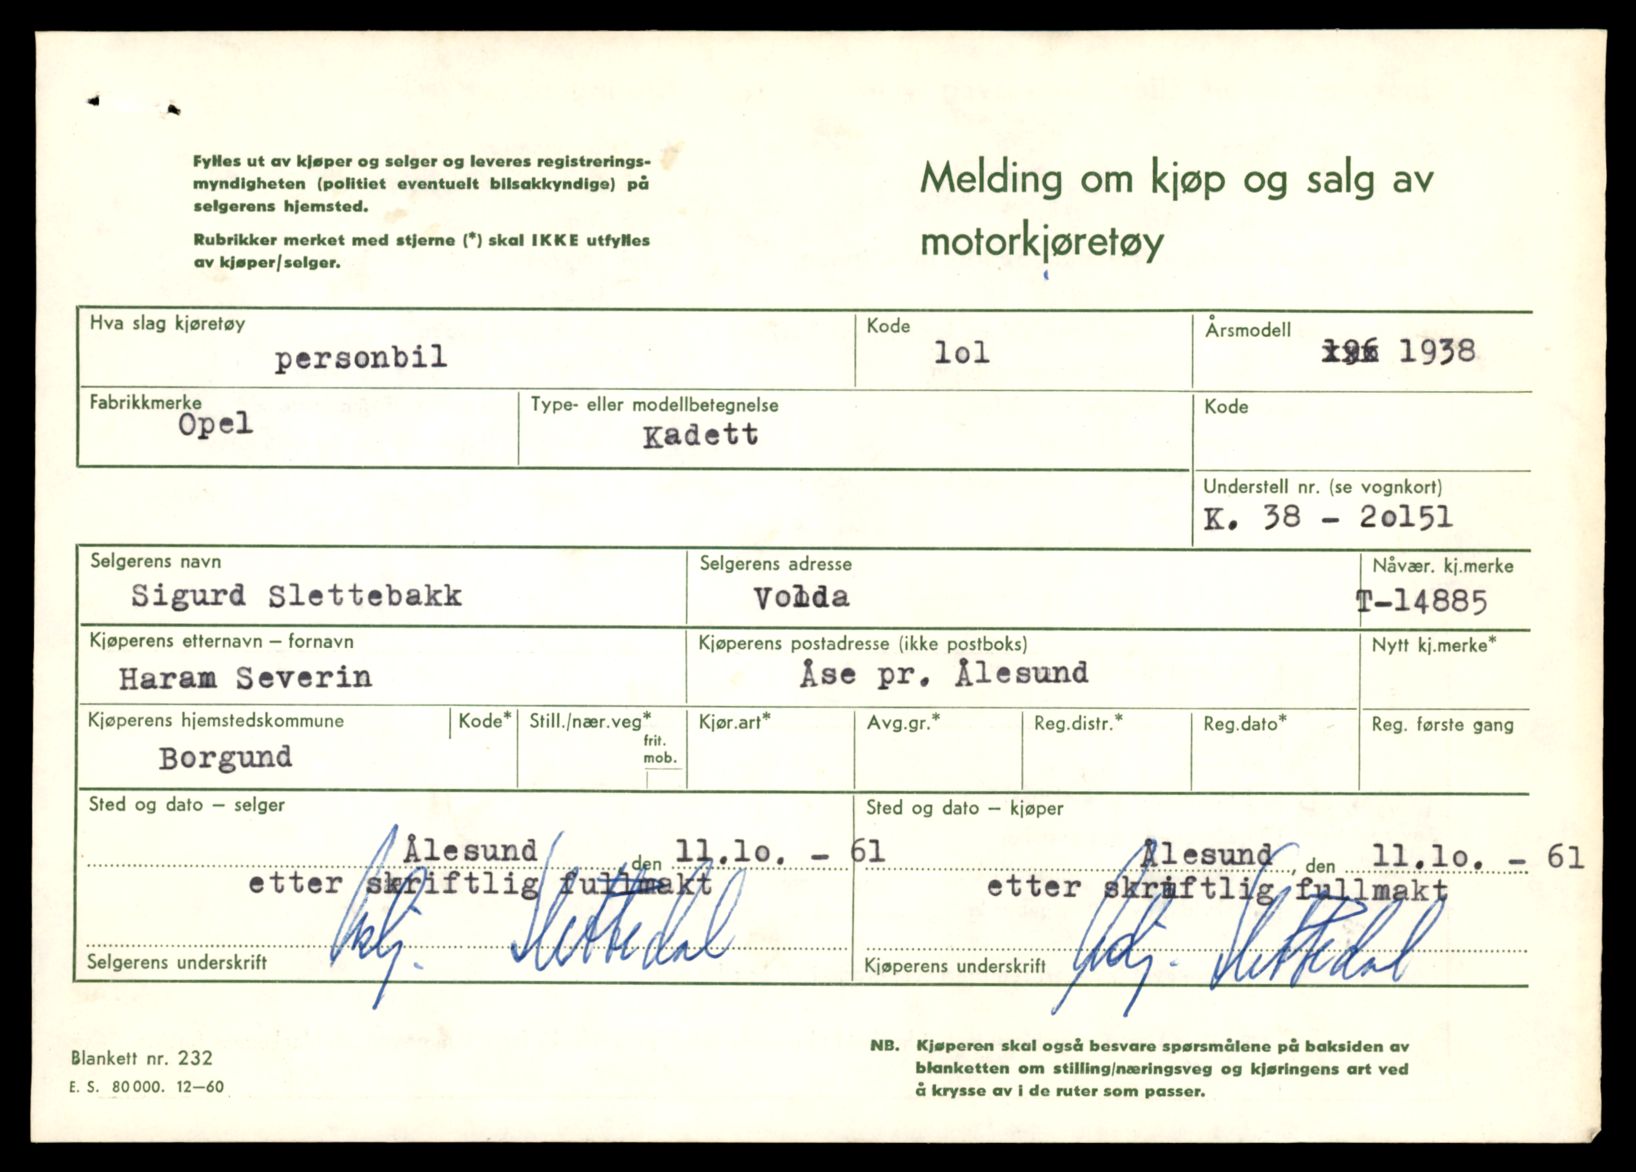 Fylles ut av kjøper og selger og leveres registrerings-
myndigheten (politiet eventuelt bilsakkyndige) på
selgerens hjemsted.
Rubrikker merket med stjerne (*) skal IKKE utfylles
av kjøper/selger.
Melding om kjøp og salg av
motorkjøretøy
Hva slag kjøretøy
personbil
Kode
lol
Årsmodell
1938
Fabrikkmerke
Opel
Type- eller modellbetegnelse
Kadett
Kode
Understell nr. (se vognkort)
K. 38 - 2ol51
Selgerens navn
Sigurd Slettebakk
Selgerens adresse
Volda
Nåvær. kj.merke
T-14885
Kjøperens etternavn – fornavn
Haram Severin
Kjøperens postadresse (ikke postboks)
Åse pr. Ålesund
Nytt kj.merke*
Kjøperens hjemstedskommune
Borgund
Kode*
Still./nær.veg*
frit.
mob.
Kjør.art*
Avg.gr.*
Reg.distr.*
Reg.dato*
Reg. første gang
Sted og dato – selger
Ålesund den 11.lo. - 61
etter skriftlig fullmakt
Slettedal
Selgerens underskrift
Sted og dato – kjøper
Ålesund, den 11.lo. - 61
etter skriftlig fullmakt
Slettedal
Kjøperens underskrift
Blankett nr. 232
E. S. 80 000. 12–60
NB. Kjøperen skal også besvare spørsmålene på baksiden av
blanketten om stilling/næringsveg og kjøringens art ved
å krysse av i de ruter som passer.